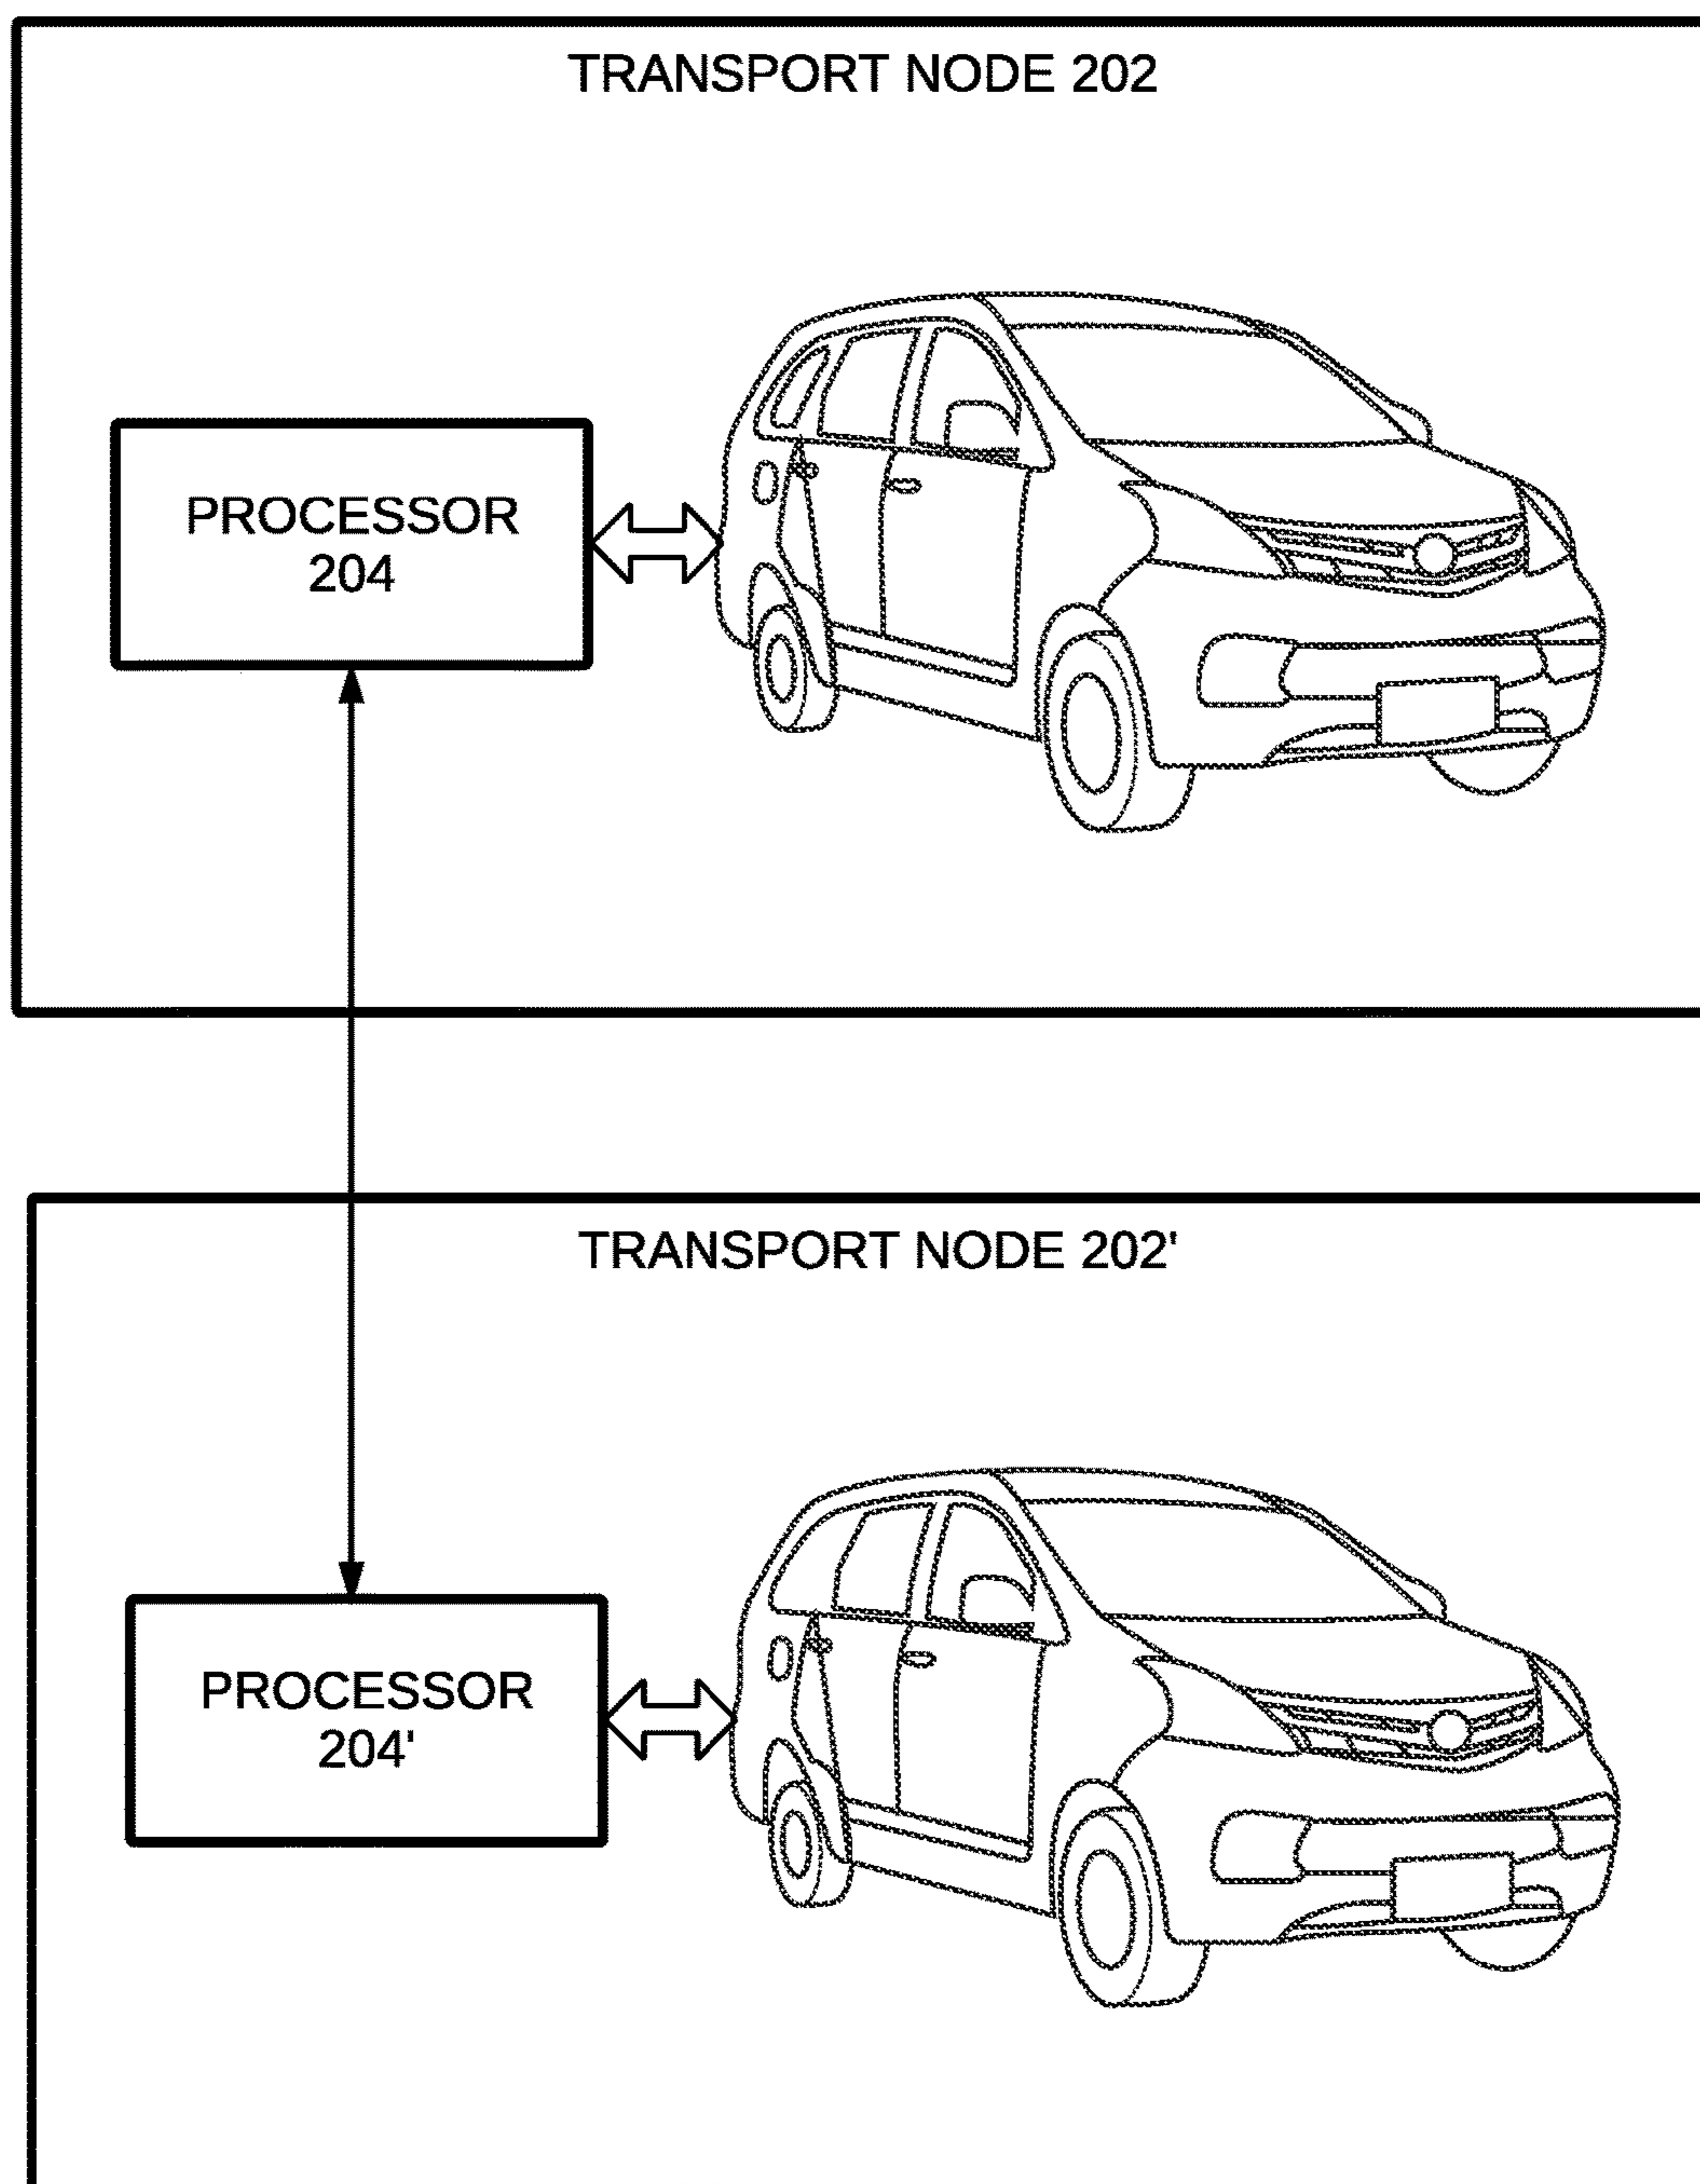 TRANSPORT NODE 202
PROCESSOR
204
TRANSPORT NODE 202'
PROCESSOR
204'